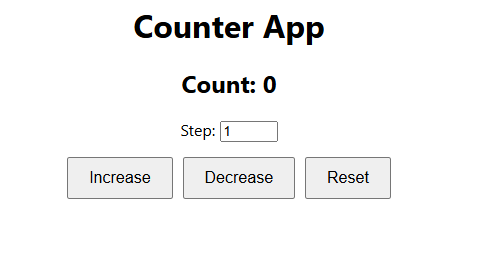 Counter App
Count: 0
Step: 1
Increase Decrease Reset